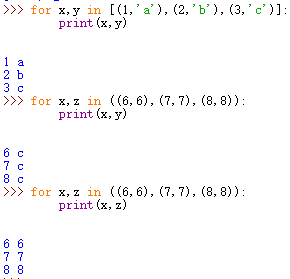 >>> for x,y in [(1,'a'),(2,'b'),(3,'c')]:
        print(x,y)
1 a
2 b
3 c
>>> for x,z in ((6,6),(7,7),(8,8)):
        print(x,y)
6 c
7 c
8 c
>>> for x,z in ((6,6),(7,7),(8,8)):
        print(x,z)
6 6
7 7
8 8